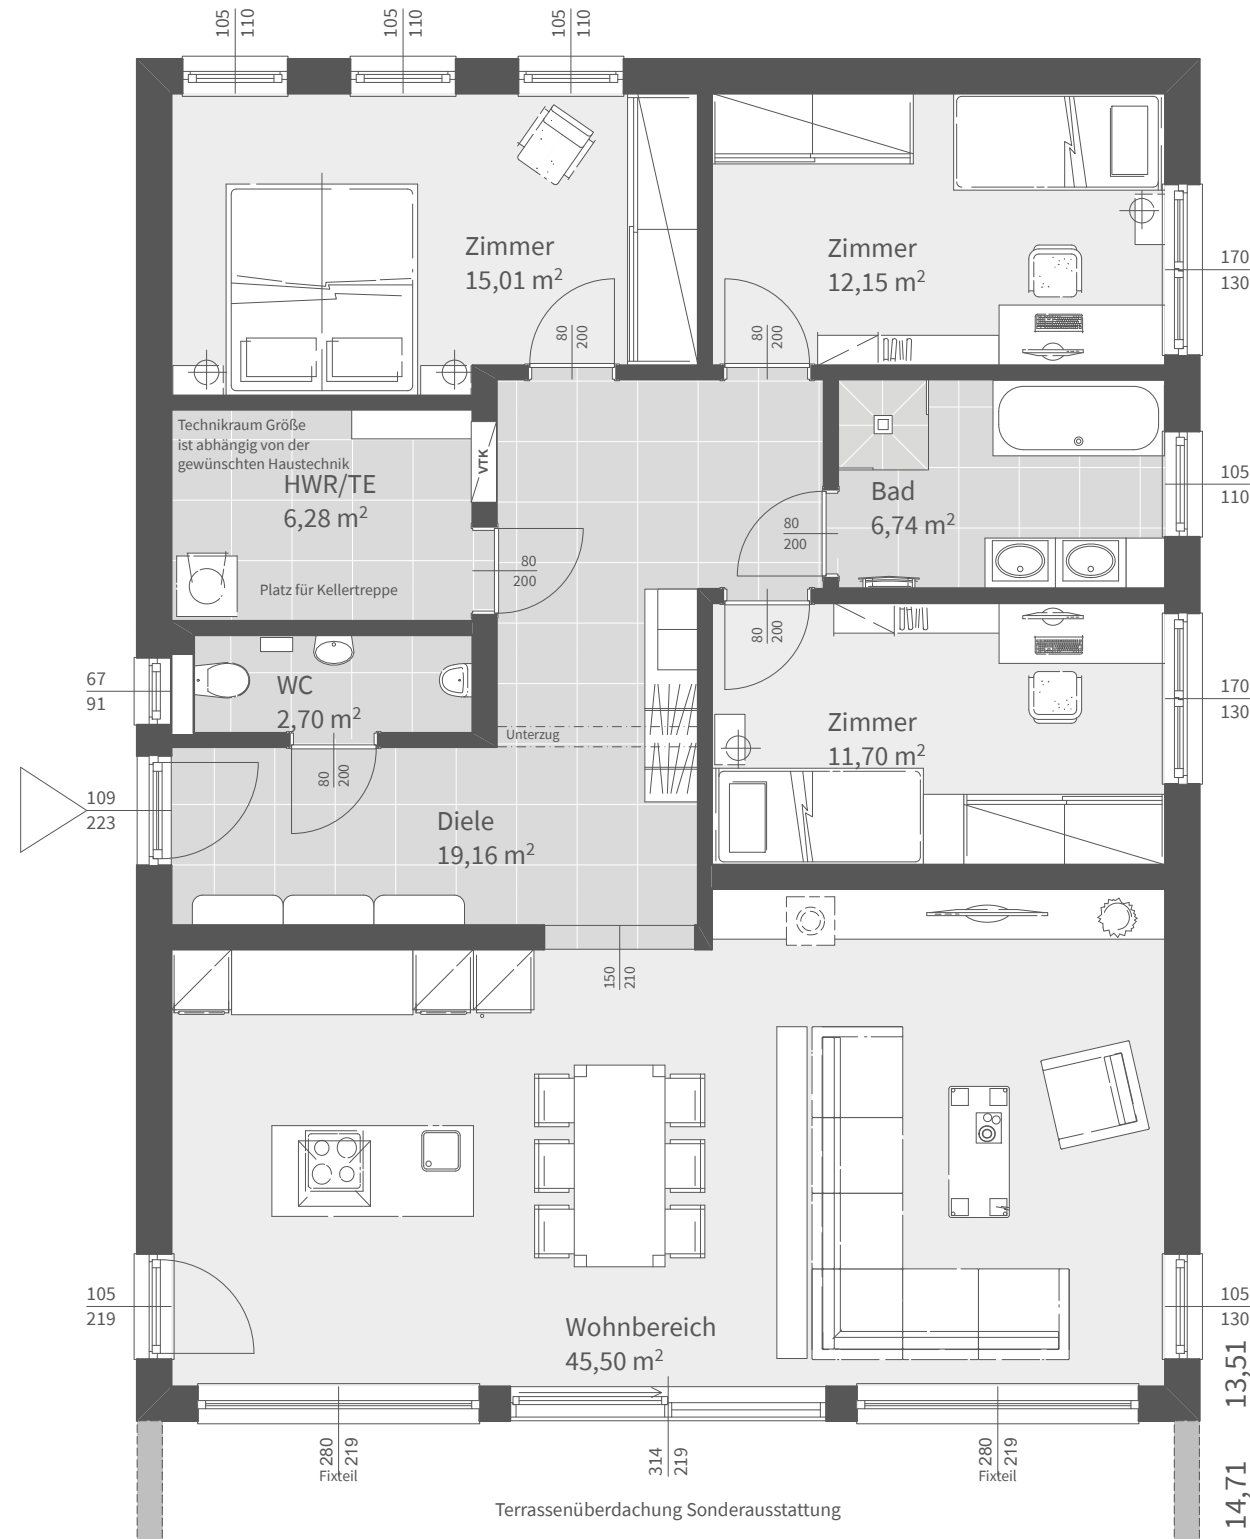 105
110
105
110
105
110
Zimmer
15,01 m²
Zimmer
12,15 m²
170
130
80
200
80
200
Technikraum Größe
ist abhängig von der
gewünschten Haustechnik
HWR/TE
6,28 m²
VTK
Bad
6,74 m²
105
110
80
200
80
200
Platz für Kellertreppe
80
200
67
91
WC
2,70 m²
170
130
Zimmer
11,70 m²
Unterzug
80
200
109
223
Diele
19,16 m²
150
210
105
219
105
130
Wohnbereich
45,50 m²
13,51
280
219
Fixteil
314
219
280
219
Fixteil
14,71
Terrassenüberdachung Sonderausstattung